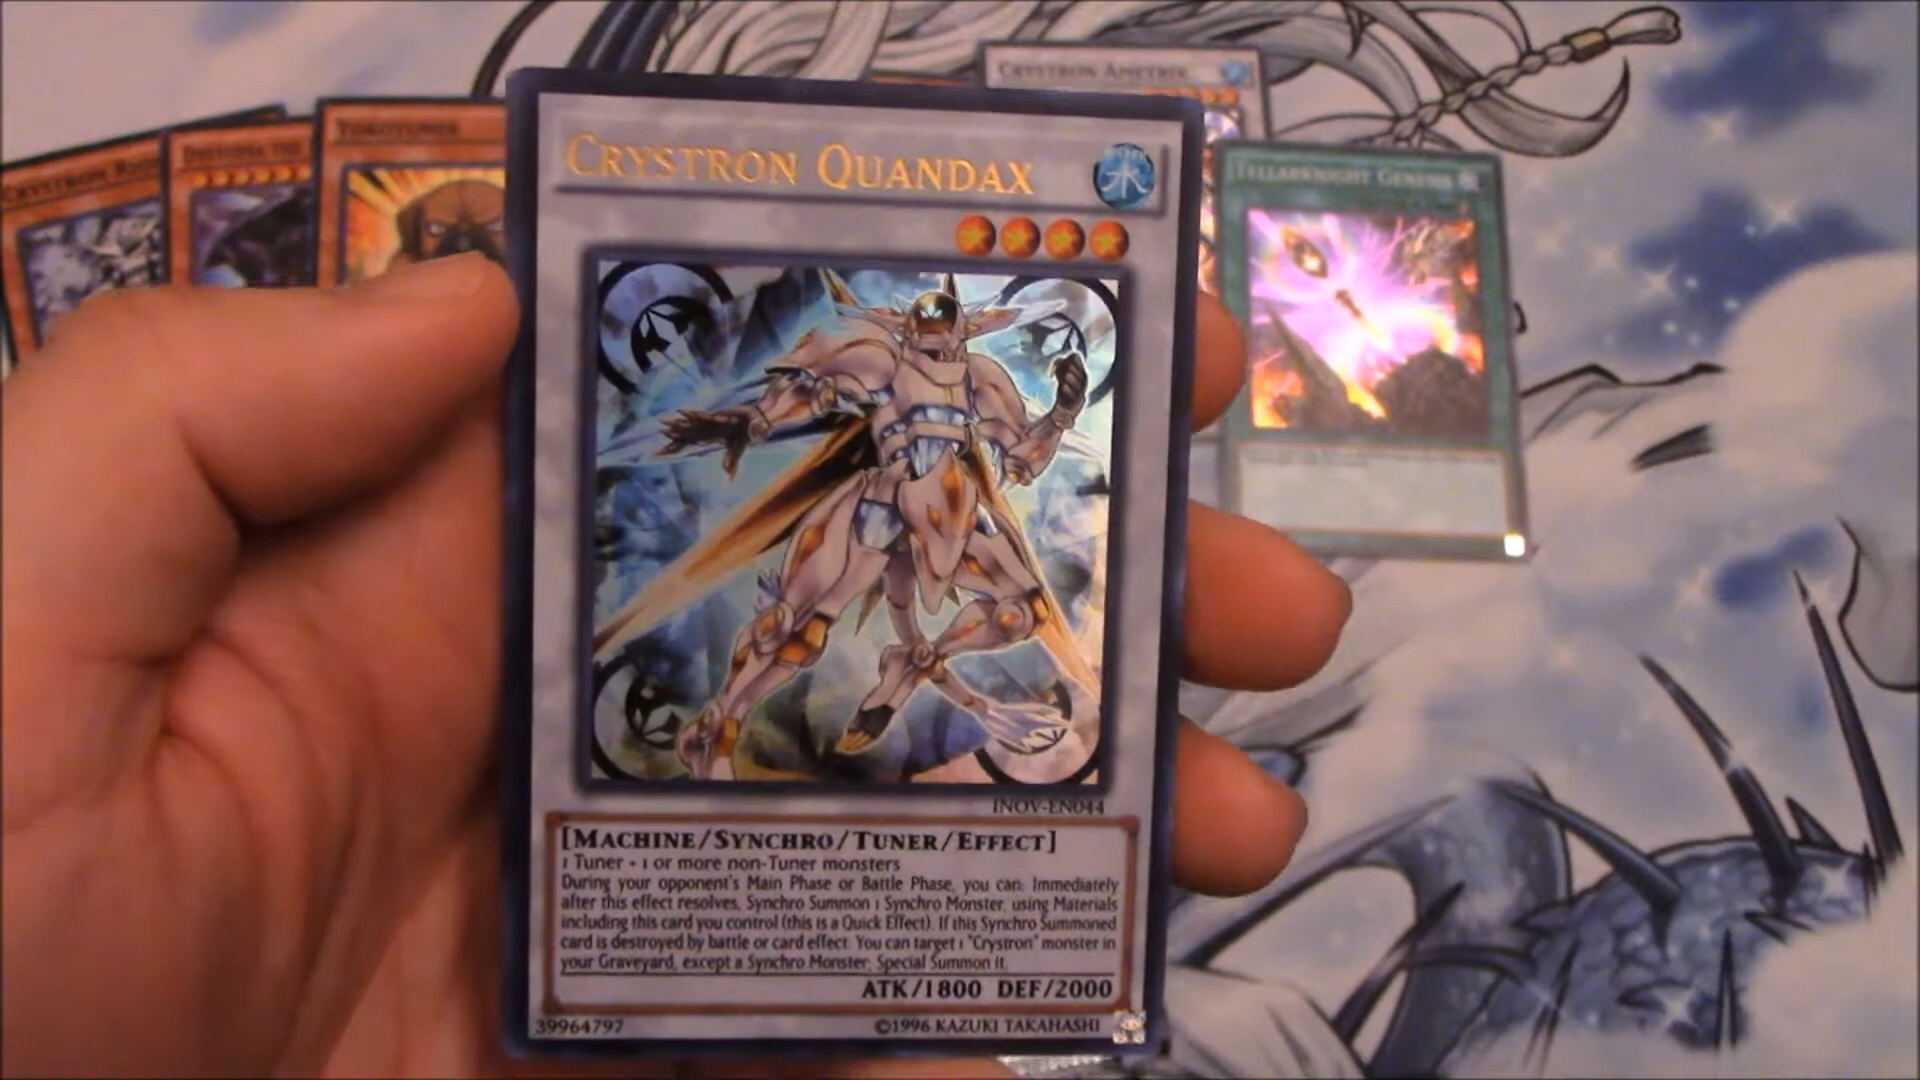 CRYSTRON AMETRIX
CRYSTRON
TELLARKNIGHT GENESIS
CRYSTRON QUANDAX
水
INOV-EN044
[MACHINE/SYNCHRO/TUNER/EFFECT]
1 Tuner + 1 or more non-Tuner monsters
During your opponent's Main Phase or Battle Phase, you can: Immediately
after this effect resolves, Synchro Summon 1 Synchro Monster, using Materials
including this card you control (this is a Quick Effect). If this Synchro Summoned
card is destroyed by battle or card effect: You can target 1 "Crystron" monster in
your Graveyard, except a Synchro Monster; Special Summon it.
ATK/1800 DEF/2000
39964797
©1996 KAZUKI TAKAHASHI